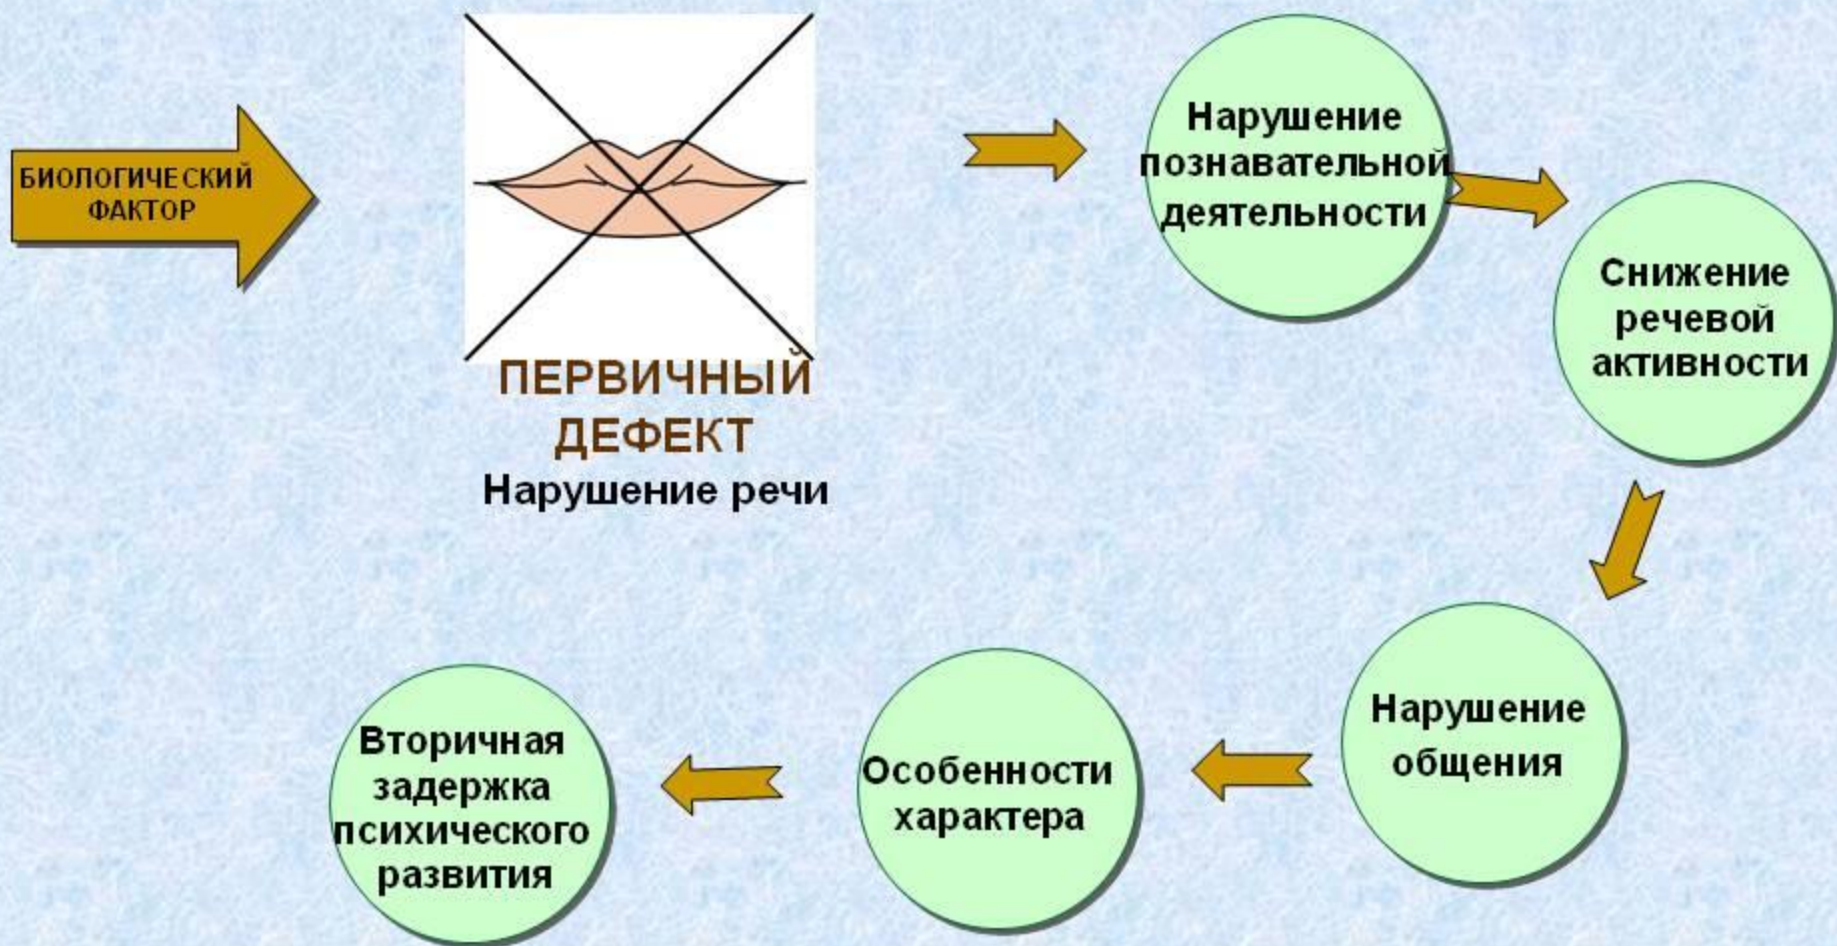 БИОЛОГИЧЕСКИЙ
ФАКТОР
ПЕРВИЧНЫЙ
ДЕФЕКТ
Нарушение речи
Нарушение
познавательной
деятельности
Снижение
речевой
активности
Нарушение
общения
Особенности
характера
Вторичная
задержка
психического
развития